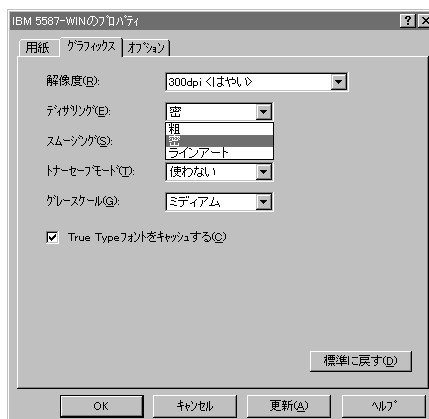 IBM 5587-WINのﾌﾟﾛﾊﾟﾃｨ
用紙 ｸﾞﾗﾌｨｯｸｽ ｵﾌﾟｼｮﾝ
解像度(R): 300dpi <はやい>
ﾃﾞｨｻﾞﾘﾝｸﾞ(E): 密
粗
ｽﾑｰｼﾞﾝｸﾞ(S): 密
ラインアート
ﾄﾅｰｾｰﾌﾞﾓｰﾄﾞ(T): 使わない
ｸﾞﾚｰｽｹｰﾙ(G): ミディアム
True Typeﾌｫﾝﾄをｷｬｯｼｭする(C)
標準に戻す(D)
OK ｷｬﾝｾﾙ 更新(A) ﾍﾙﾌﾟ